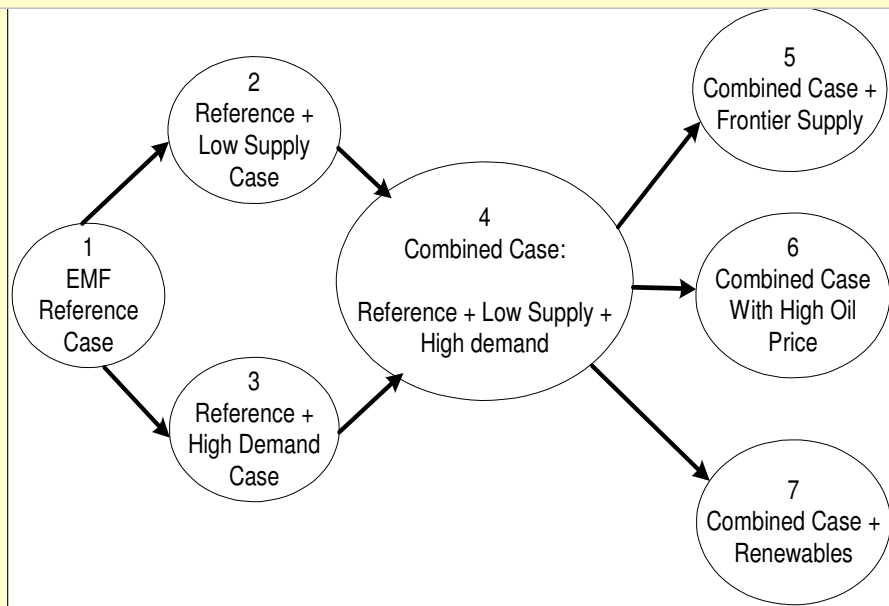 1
EMF
Reference
Case
2
Reference +
Low Supply
Case
3
Reference +
High Demand
Case
4
Combined Case:
Reference + Low Supply +
High demand
5
Combined Case +
Frontier Supply
6
Combined Case
With High Oil
Price
7
Combined Case +
Renewables